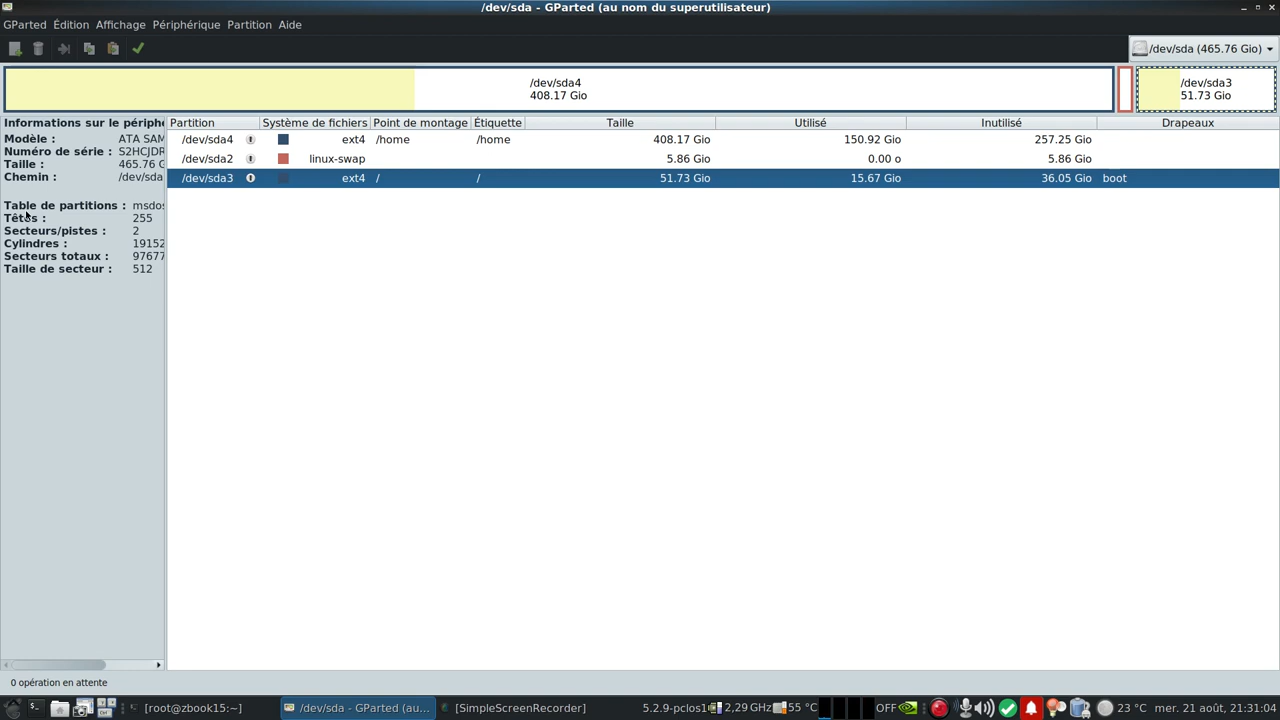 /dev/sda - GParted (au nom du superutilisateur)
GParted Édition Affichage Périphérique Partition Aide
/dev/sda (465.76 Gio)
/dev/sda4
408.17 Gio
/dev/sda3
51.73 Gio
Informations sur le périphé
Modèle : ATA SAM
Numéro de série : S2HCJDR
Taille : 465.76 G
Chemin : /dev/sda
Table de partitions : msdos
Têtes : 255
Secteurs/pistes : 2
Cylindres : 19152
Secteurs totaux : 97677
Taille de secteur : 512
Partition Système de fichiers Point de montage Étiquette Taille Utilisé Inutilisé Drapeaux
/dev/sda4 ext4 /home /home 408.17 Gio 150.92 Gio 257.25 Gio
/dev/sda2 linux-swap 5.86 Gio 0.00 o 5.86 Gio
/dev/sda3 ext4 / / 51.73 Gio 15.67 Gio 36.05 Gio boot
0 opération en attente
[root@zbook15:~] /dev/sda - GParted (au... [SimpleScreenRecorder] 5.2.9-pclos1 2,29 GHz 55 °C OFF 23 °C mer. 21 août, 21:31:04